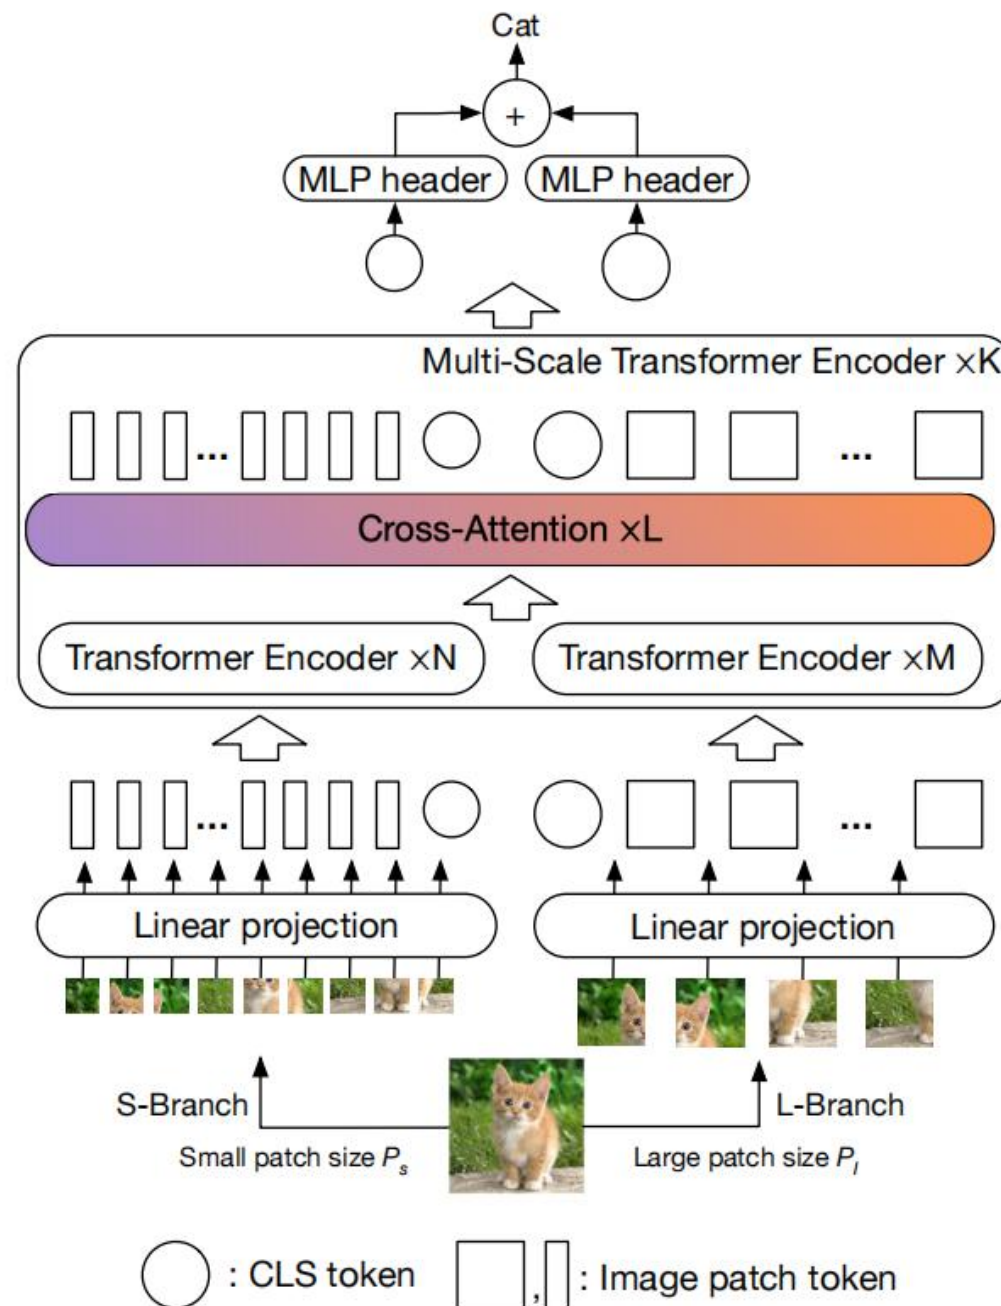 Cat
+
MLP header MLP header
Multi-Scale Transformer Encoder ×K
... ...
Cross-Attention ×L
Transformer Encoder ×N Transformer Encoder ×M
... ...
Linear projection Linear projection
S-Branch L-Branch
Small patch size Ps Large patch size Pl
: CLS token , : Image patch token